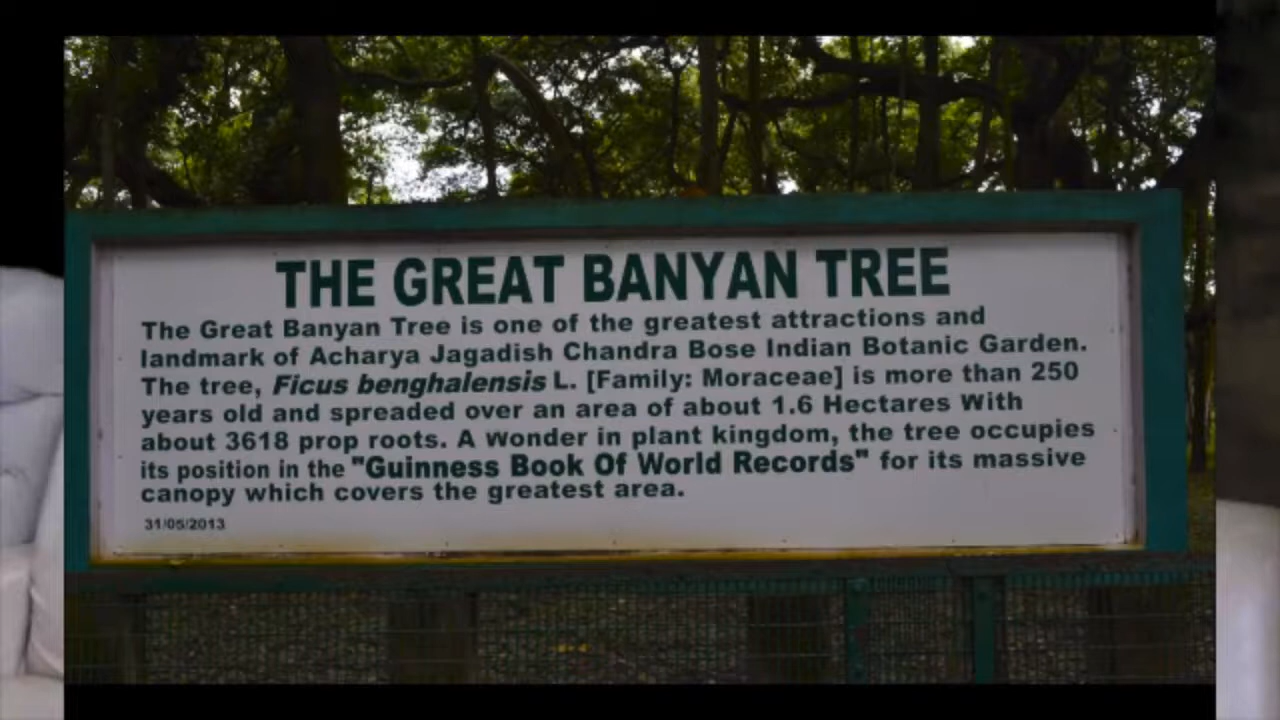 THE GREAT BANYAN TREE
The Great Banyan Tree is one of the greatest attractions and
landmark of Acharya Jagadish Chandra Bose Indian Botanic Garden.
The tree, Ficus benghalensis L. [Family: Moraceae] is more than 250
years old and spreaded over an area of about 1.6 Hectares With
about 3618 prop roots. A Wonder in plant kingdom, the tree occupies
its position in the "Guinness Book Of World Records" for its massive
canopy which covers the greatest area.
31/05/2013